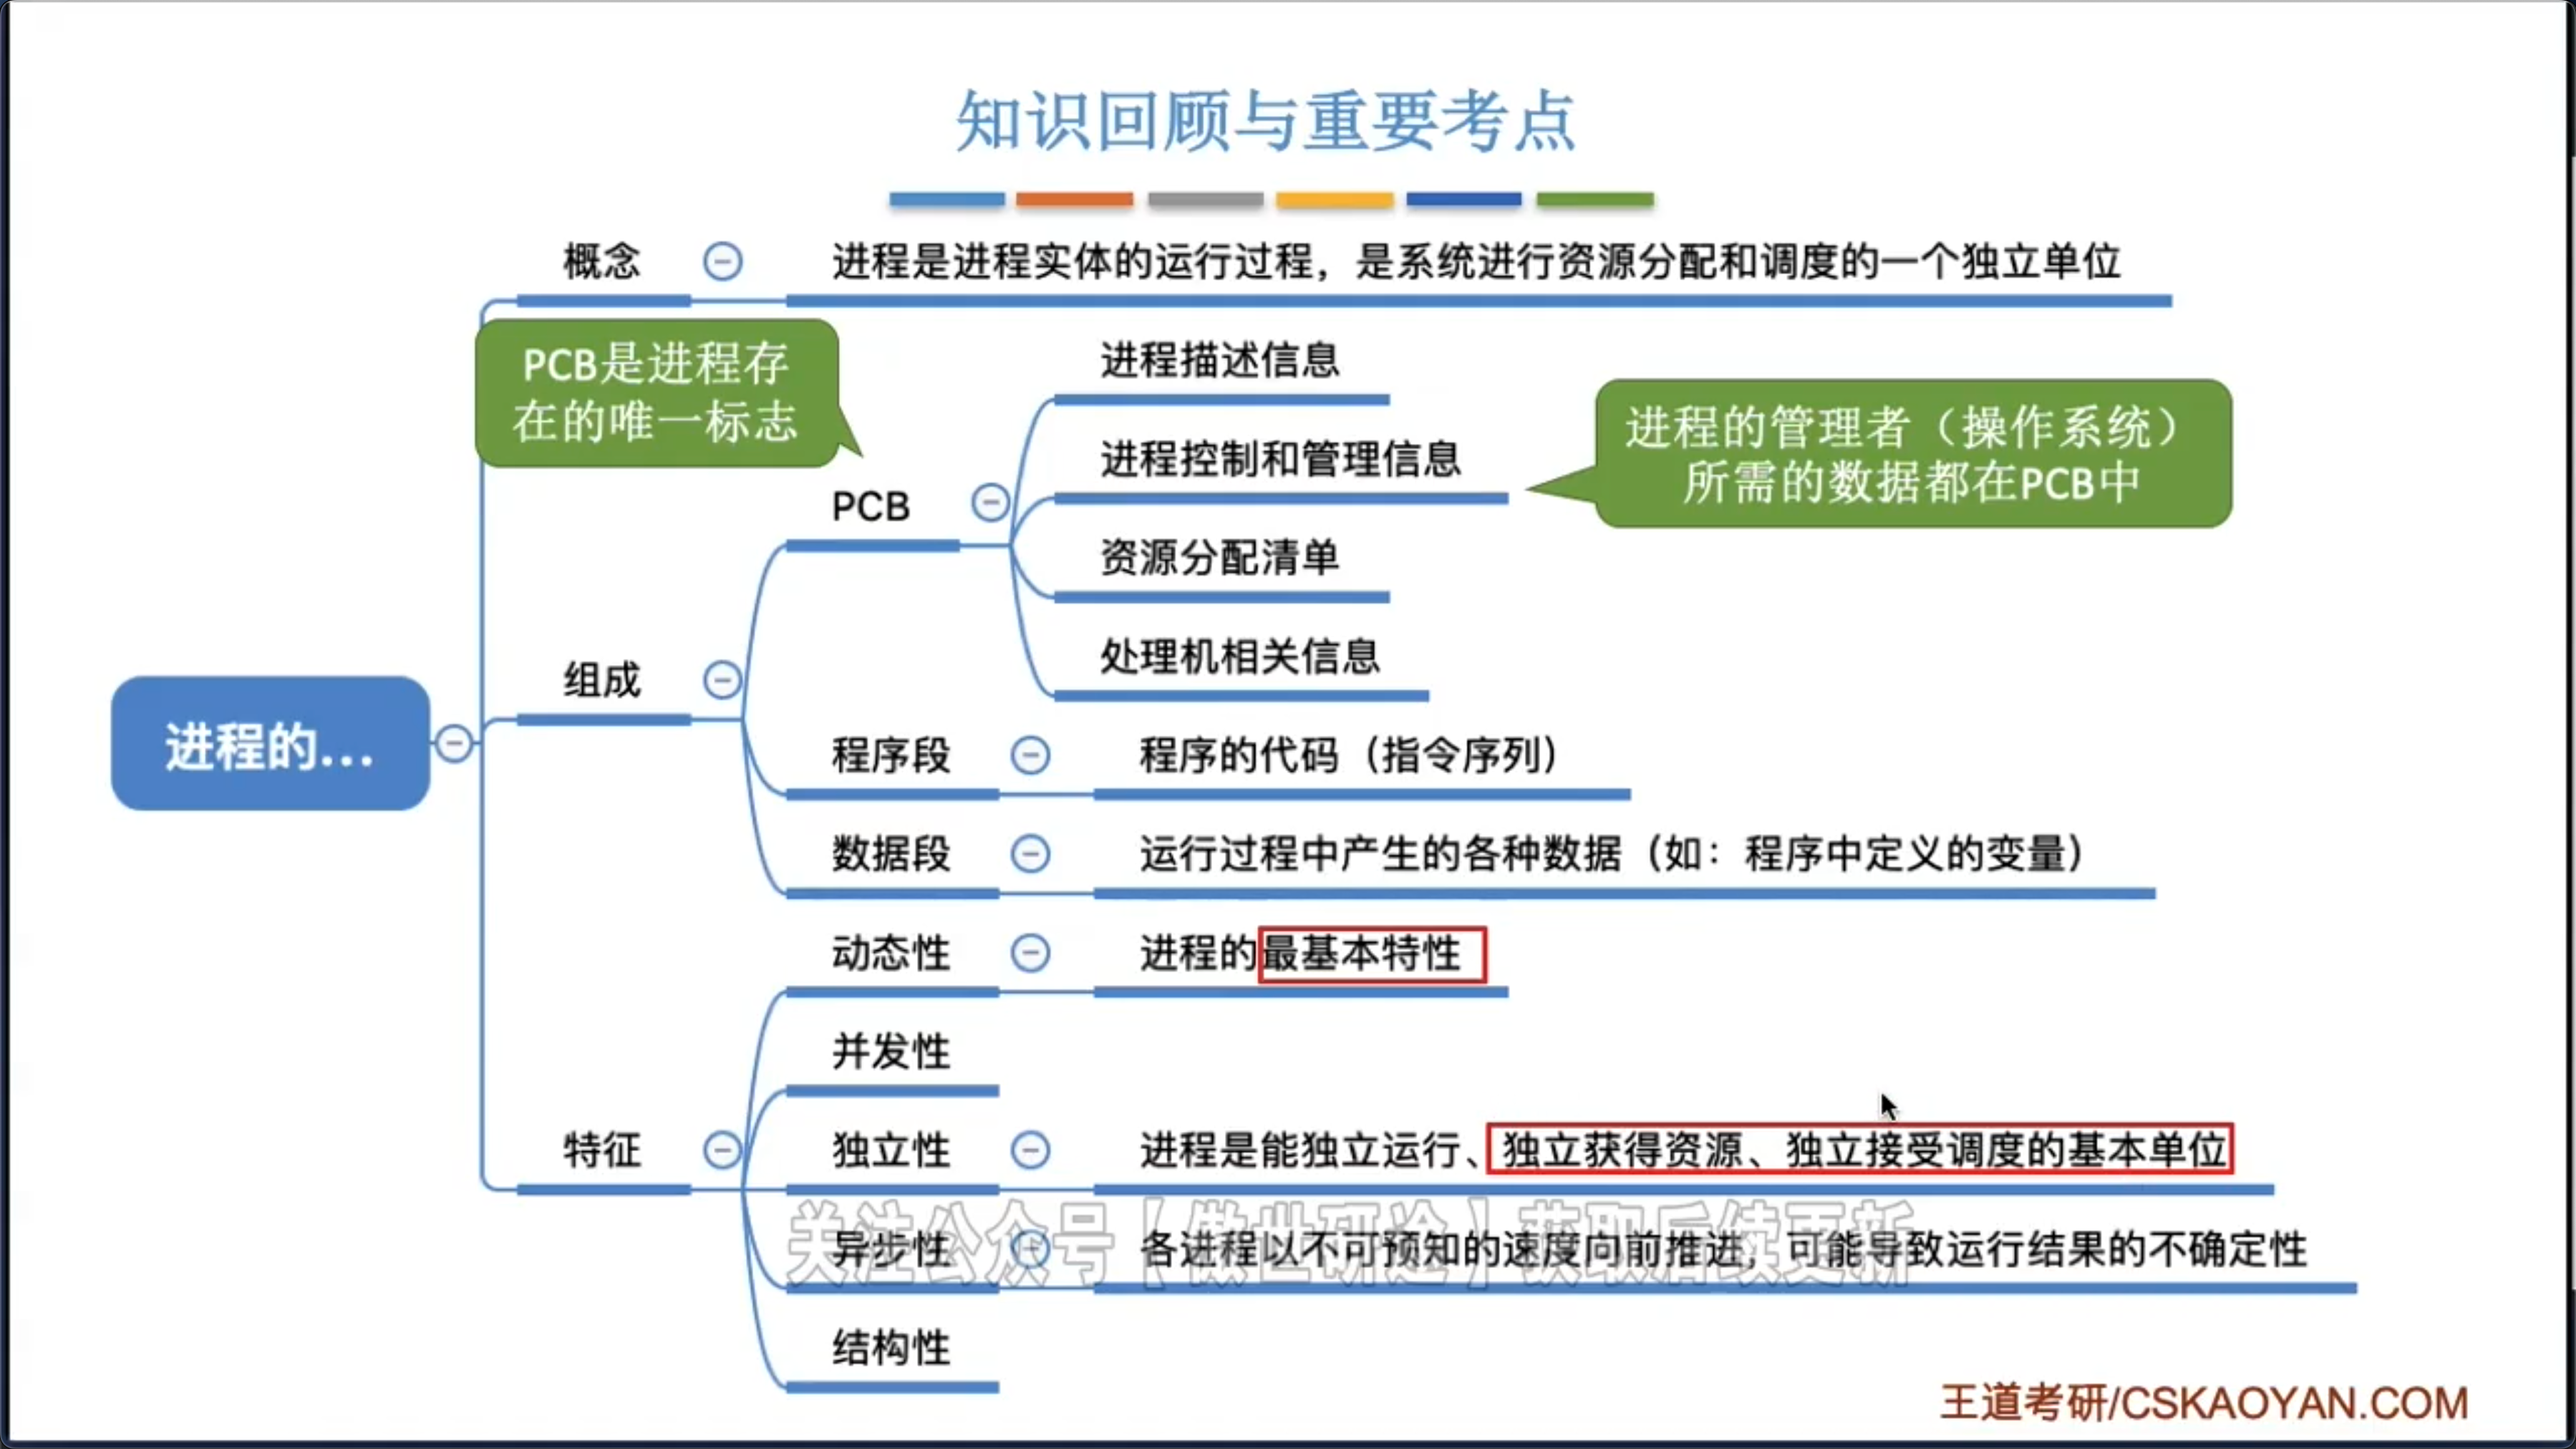 知识回顾与重要考点
概念
进程是进程实体的运行过程，是系统进行资源分配和调度的一个独立单位
PCB是进程存
在的唯一标志
进程描述信息
进程控制和管理信息
进程的管理者（操作系统）
所需的数据都在PCB中
PCB
资源分配清单
处理机相关信息
组成
进程的...
程序段
程序的代码（指令序列）
数据段
运行过程中产生的各种数据（如：程序中定义的变量）
动态性
进程的最基本特性
并发性
特征
独立性
进程是能独立运行、独立获得资源、独立接受调度的基本单位
关注公众号【傲世研途】获取后续更新
异步性
各进程以不可预知的速度向前推进，可能导致运行结果的不确定性
结构性
王道考研/CSKAOYAN.COM